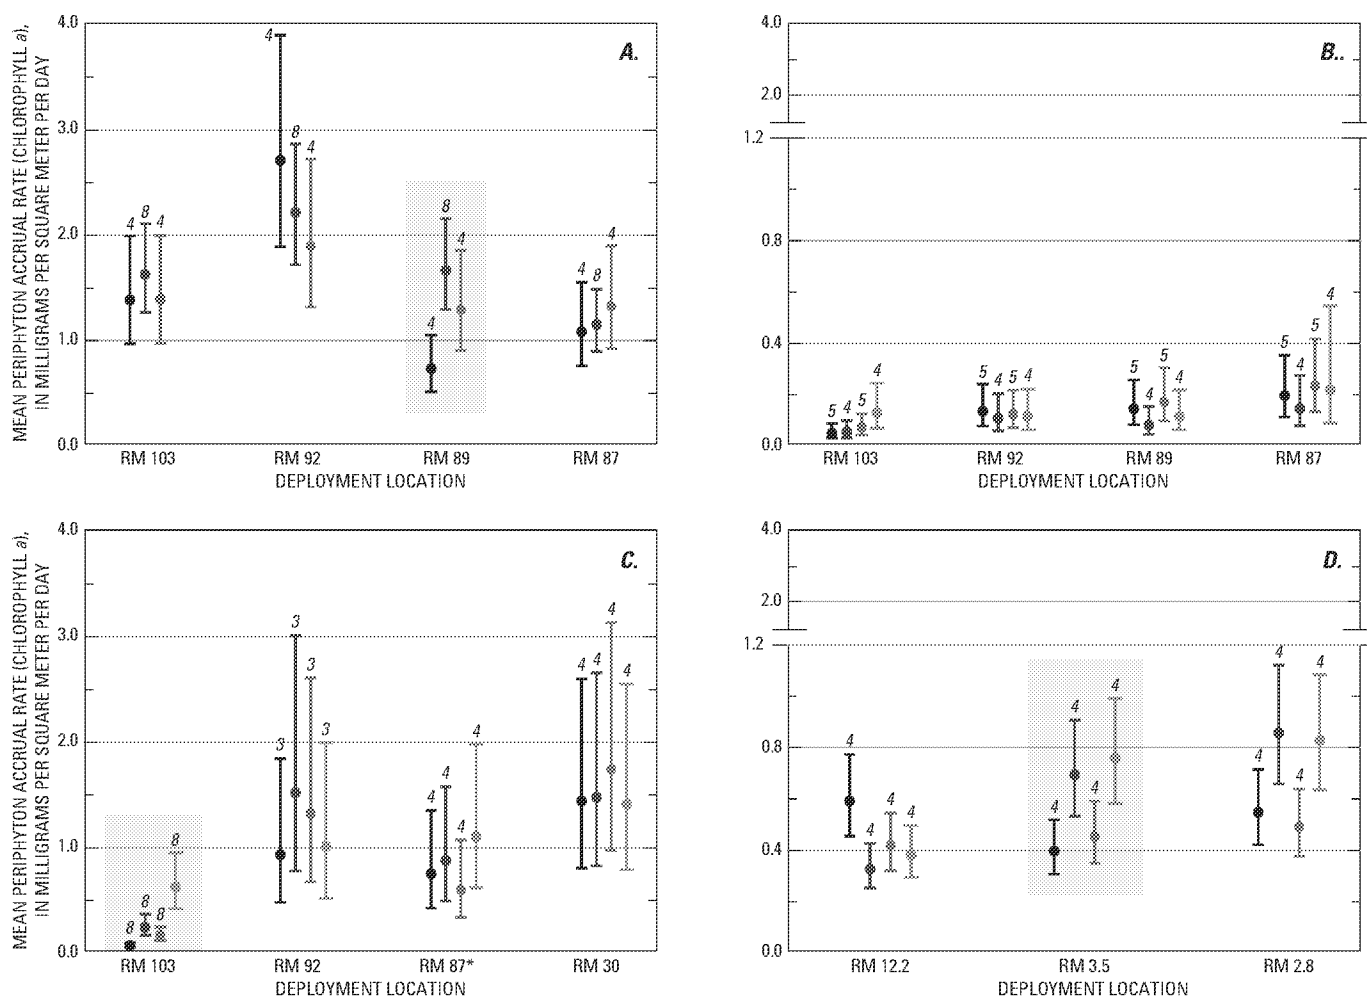 MEAN PERIPHYTON ACCRUAL RATE (CHLOROPHYLL a),
IN MILLIGRAMS PER SQUARE METER PER DAY
4.0
3.0
2.0
1.0
0.0
A.
4
8
4
4
8
4
4
8
4
4
8
4
RM 103
RM 92
RM 89
RM 87
DEPLOYMENT LOCATION
4.0
2.0
1.2
0.8
0.4
0.0
B..
5
4
5
4
5
4
5
4
5
4
5
4
5
4
5
4
RM 103
RM 92
RM 89
RM 87
DEPLOYMENT LOCATION
MEAN PERIPHYTON ACCRUAL RATE (CHLOROPHYLL a),
IN MILLIGRAMS PER SQUARE METER PER DAY
4.0
3.0
2.0
1.0
0.0
C.
8
8
8
8
3
3
3
3
4
4
4
4
4
4
4
4
RM 103
RM 92
RM 87*
RM 30
DEPLOYMENT LOCATION
4.0
2.0
1.2
0.8
0.4
0.0
D.
4
4
4
4
4
4
4
4
4
4
4
4
RM 12.2
RM 3.5
RM 2.8
DEPLOYMENT LOCATION